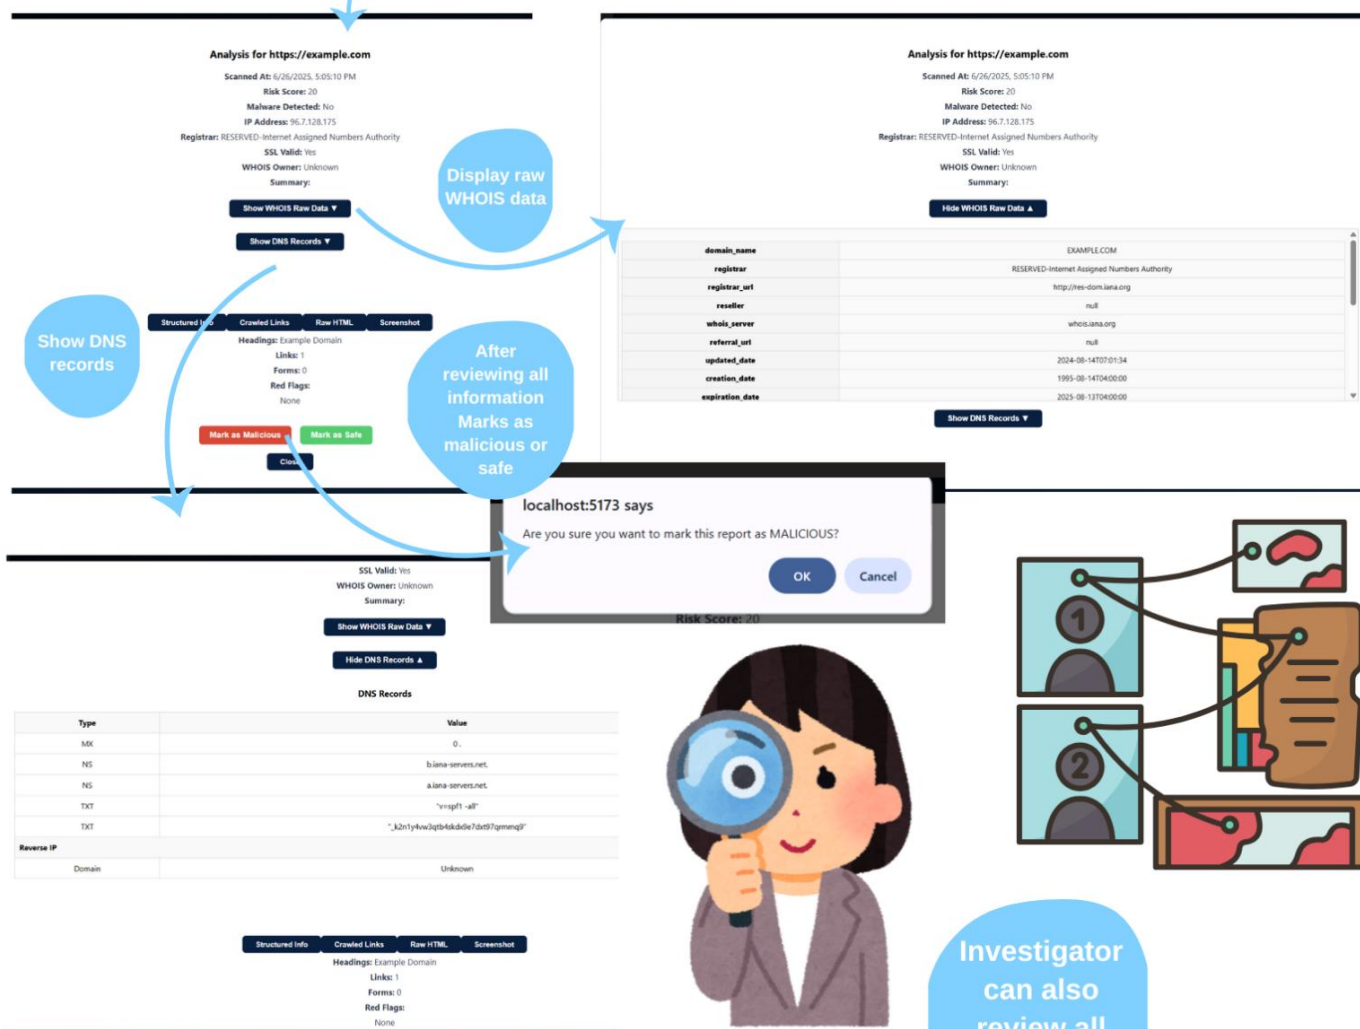 Analysis for https://example.com
Scanned At: 6/26/2025, 5:05:10 PM
Risk Score: 20
Malware Detected: No
IP Address: 96.7.128.175
Registrar: RESERVED-Internet Assigned Numbers Authority
SSL Valid: Yes
WHOIS Owner: Unknown
Summary:
Show WHOIS Raw Data ▼
Show DNS Records ▼
Structured Info Crawled Links Raw HTML Screenshot
Headings: Example Domain
Links: 1
Forms: 0
Red Flags:
None
Mark as Malicious Mark as Safe
Close
Display raw
WHOIS data
Show DNS
records
After
reviewing all
information
Marks as
malicious or
safe
Analysis for https://example.com
Scanned At: 6/26/2025, 5:05:10 PM
Risk Score: 20
Malware Detected: No
IP Address: 96.7.128.175
Registrar: RESERVED-Internet Assigned Numbers Authority
SSL Valid: Yes
WHOIS Owner: Unknown
Summary:
Hide WHOIS Raw Data ▲
domain_name EXAMPLE.COM
registrar RESERVED-Internet Assigned Numbers Authority
registrar_url http://res-dom.iana.org
reseller null
whois_server whois.iana.org
referral_url null
updated_date 2024-08-14T07:01:34
creation_date 1995-08-14T04:00:00
expiration_date 2025-08-13T04:00:00
Show DNS Records ▼
localhost:5173 says
Are you sure you want to mark this report as MALICIOUS?
OK Cancel
Risk Score: 20
SSL Valid: Yes
WHOIS Owner: Unknown
Summary:
Show WHOIS Raw Data ▼
Hide DNS Records ▲
DNS Records
Type Value
MX 0 .
NS b.iana-servers.net.
NS a.iana-servers.net.
TXT "v=spf1 -all"
TXT "_k2n1y4vw3qtb4skdx9e7dxt97qrmmq9"
Reverse IP
Domain Unknown
Structured Info Crawled Links Raw HTML Screenshot
Headings: Example Domain
Links: 1
Forms: 0
Red Flags:
None
1
2
Investigator
can also
review all